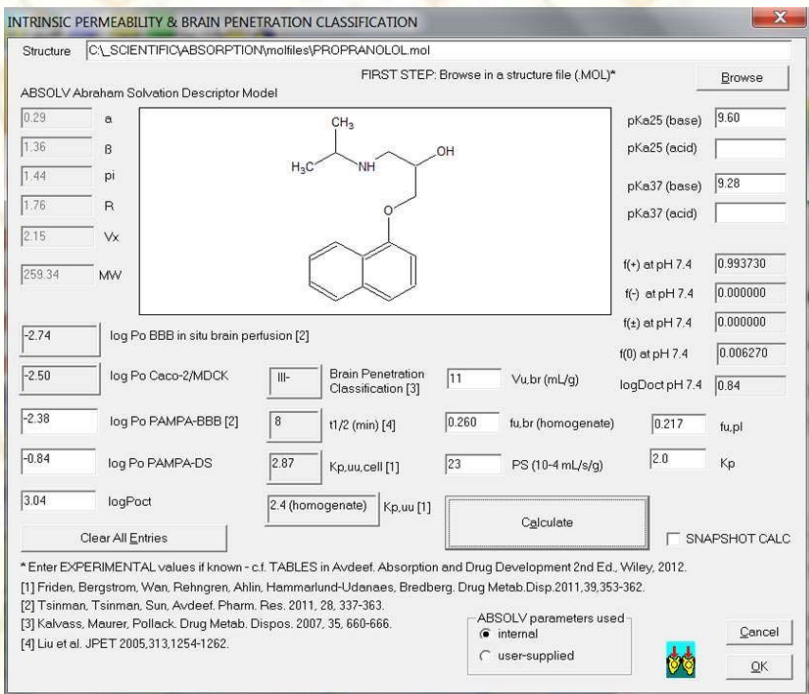 INTRINSIC PERMEABILITY & BRAIN PENETRATION CLASSIFICATION
Structure C:\_SCIENTIFIC\ABSORPTION\molfiles\PROPRANOLOL.mol
FIRST STEP: Browse in a structure file (.MOL)* Browse
ABSOLV Abraham Solvation Descriptor Model
0.29 a
1.36 B
1.44 pi
1.76 R
2.15 Vx
259.34 MW
CH3
H3C NH OH
O
pKa25 (base) 9.60
pKa25 (acid)
pKa37 (base) 9.28
pKa37 (acid)
f(+) at pH 7.4 0.993730
f(-) at pH 7.4 0.000000
f(±) at pH 7.4 0.000000
f(0) at pH 7.4 0.006270
logDoct pH 7.4 0.84
-2.74 log Po BBB in situ brain perfusion [2]
-2.50 log Po Caco-2/MDCK III- Brain Penetration Classification [3] 11 Vu,br (mL/g)
-2.38 log Po PAMPA-BBB [2] 8 t1/2 (min) [4] 0.260 fu,br (homogenate) 0.217 fu,pl
-0.84 log Po PAMPA-DS 2.87 Kp,uu,cell [1] 23 PS (10-4 mL/s/g) 2.0 Kp
3.04 logPoct 2.4 (homogenate) Kp,uu [1] Calculate
Clear All Entries SNAPSHOT CALC
* Enter EXPERIMENTAL values if known - c.f. TABLES in Avdeef. Absorption and Drug Development 2nd Ed., Wiley, 2012.
[1] Friden, Bergstrom, Wan, Rehngren, Ahlin, Hammarlund-Udanaes, Bredberg. Drug Metab.Disp.2011,39,353-362.
[2] Tsinman, Tsinman, Sun, Avdeef. Pharm. Res. 2011, 28, 337-363.
[3] Kalvass, Maurer, Pollack. Drug Metab. Dispos. 2007, 35, 660-666.
[4] Liu et al. JPET 2005,313,1254-1262.
ABSOLV parameters used
internal
user-supplied
Cancel
OK